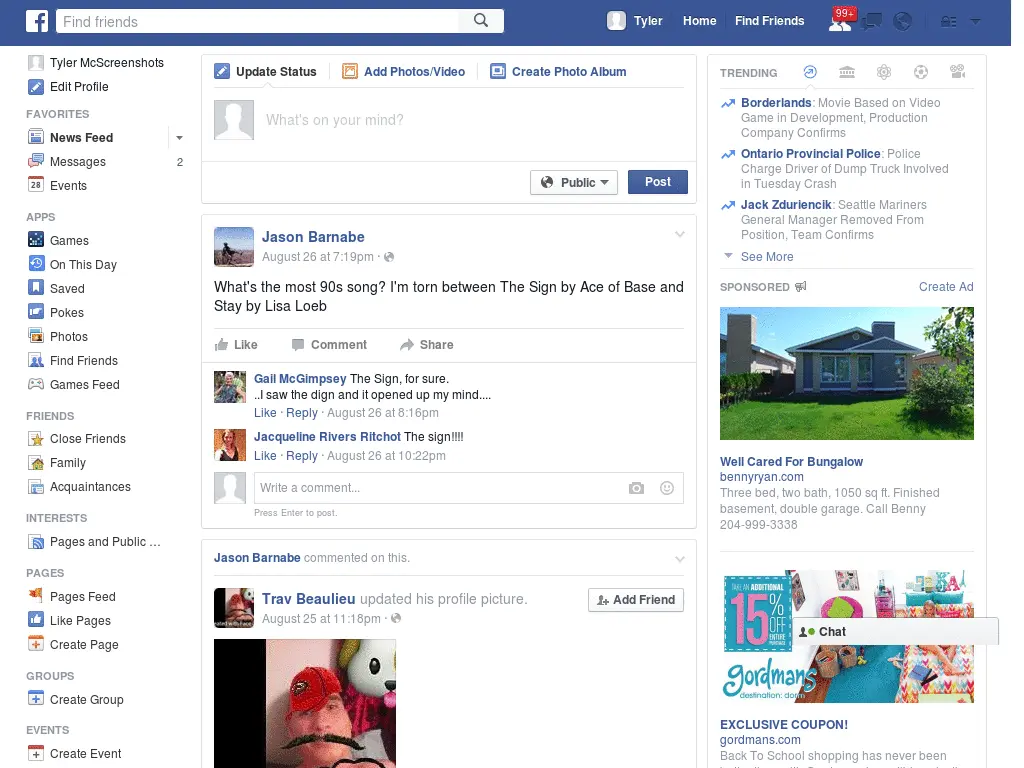 f
Find friends
Tyler
Home
Find Friends
99+
Tyler McScreenshots
Edit Profile
FAVORITES
News Feed
Messages 2
28 Events
APPS
Games
On This Day
Saved
Pokes
Photos
Find Friends
Games Feed
FRIENDS
Close Friends
Family
Acquaintances
INTERESTS
Pages and Public ...
PAGES
Pages Feed
Like Pages
Create Page
GROUPS
Create Group
EVENTS
Create Event
Update Status
Add Photos/Video
Create Photo Album
What's on your mind?
Public
Post
Jason Barnabe
August 26 at 7:19pm ·
What's the most 90s song? I'm torn between The Sign by Ace of Base and
Stay by Lisa Loeb
Like
Comment
Share
Gail McGimpsey The Sign, for sure.
..I saw the dign and it opened up my mind....
Like · Reply · August 26 at 8:16pm
Jacqueline Rivers Ritchot The sign!!!!
Like · Reply · August 26 at 10:22pm
Write a comment...
Press Enter to post.
Jason Barnabe commented on this.
Trav Beaulieu updated his profile picture.
August 25 at 11:18pm ·
Add Friend
TRENDING
Borderlands: Movie Based on Video
Game in Development, Production
Company Confirms
Ontario Provincial Police: Police
Charge Driver of Dump Truck Involved
in Tuesday Crash
Jack Zduriencik: Seattle Mariners
General Manager Removed From
Position, Team Confirms
See More
SPONSORED
Create Ad
Well Cared For Bungalow
bennyryan.com
Three bed, two bath, 1050 sq ft. Finished
basement, double garage. Call Benny
204-999-3338
TAKE AN ADDITIONAL
15% OFF
ENTIRE
gordmans
destination: dorm
Chat
EXCLUSIVE COUPON!
gordmans.com
Back To School shopping has never been